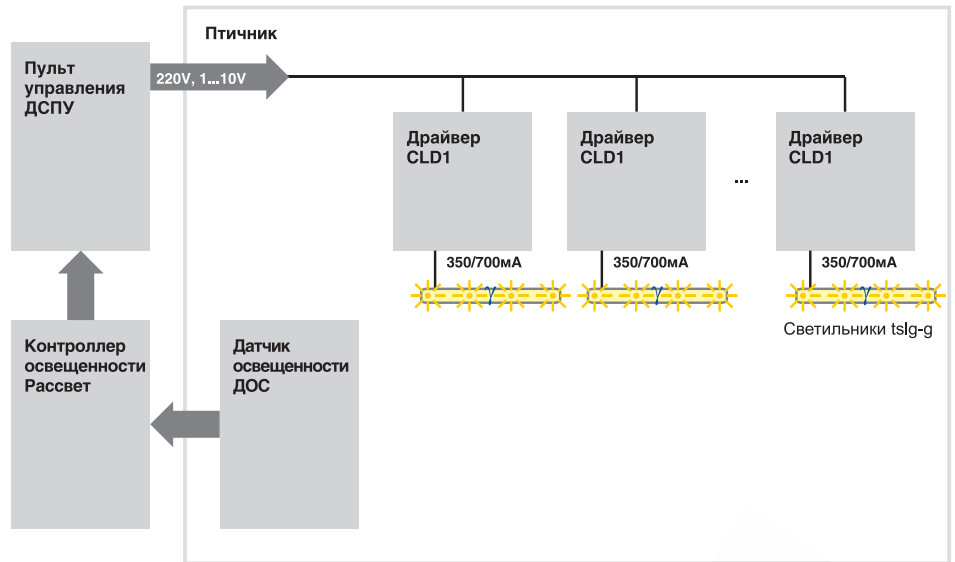 Птичник
Пульт
управления
ДСПУ
220V, 1...10V
Драйвер
CLD1
Драйвер
CLD1
...
Драйвер
CLD1
350/700мА
350/700мА
350/700мА
Светильники tslg-g
Контроллер
освещенности
Рассвет
Датчик
освещенности
ДОС